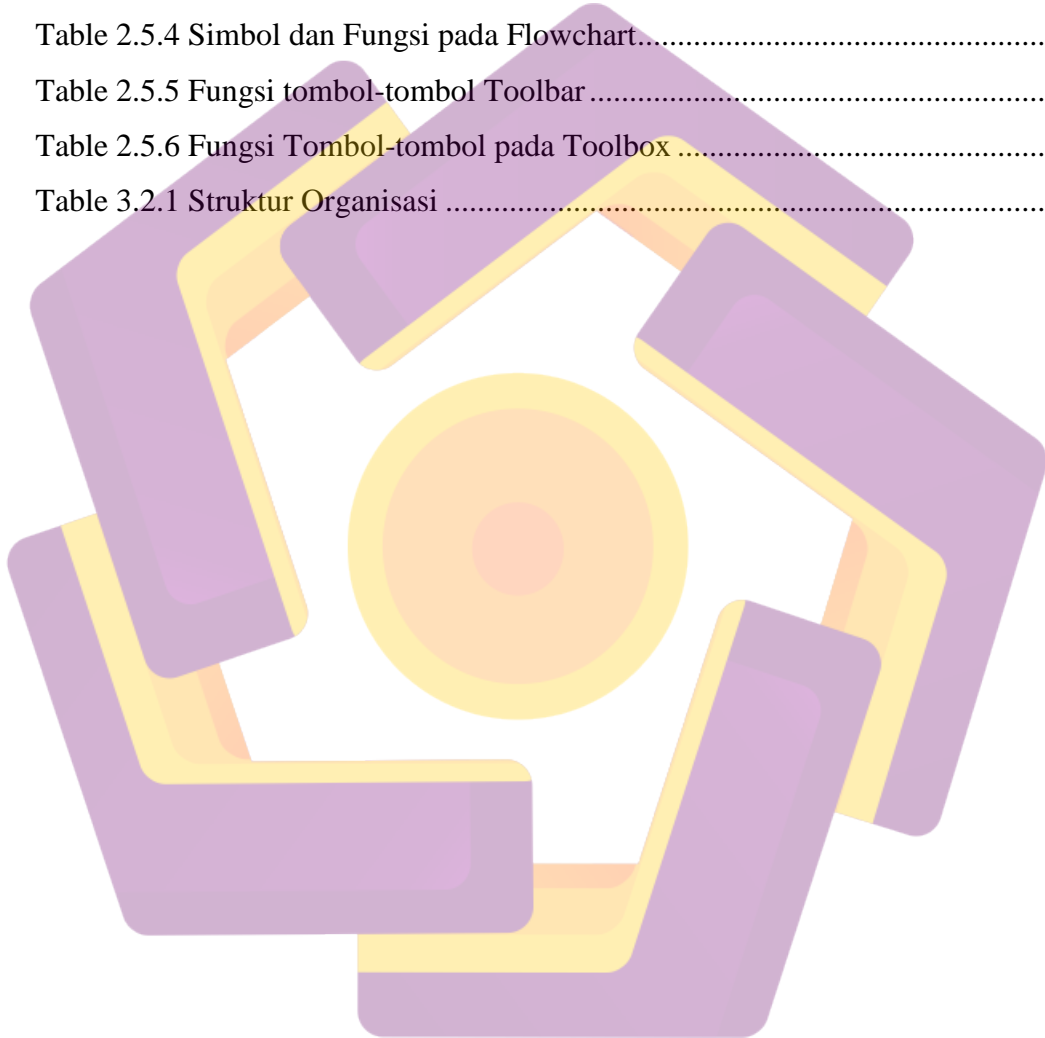 Table 2.5.4 Simbol dan Fungsi pada Flowchart....................................................
Table 2.5.5 Fungsi tombol-tombol Toolbar ..........................................................
Table 2.5.6 Fungsi Tombol-tombol pada Toolbox ...............................................
Table 3.2.1 Struktur Organisasi ...........................................................................